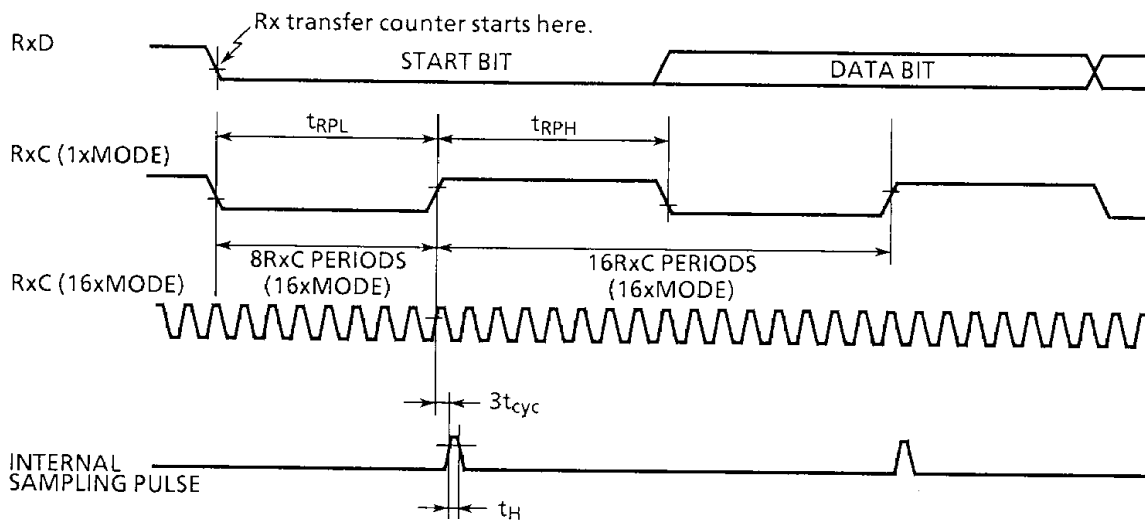 Rx transfer counter starts here.
RxD
START BIT
DATA BIT
tRPL
tRPH
RxC (1xMODE)
8RxC PERIODS
(16xMODE)
16RxC PERIODS
(16xMODE)
RxC (16xMODE)
3tcyc
INTERNAL
SAMPLING PULSE
tH